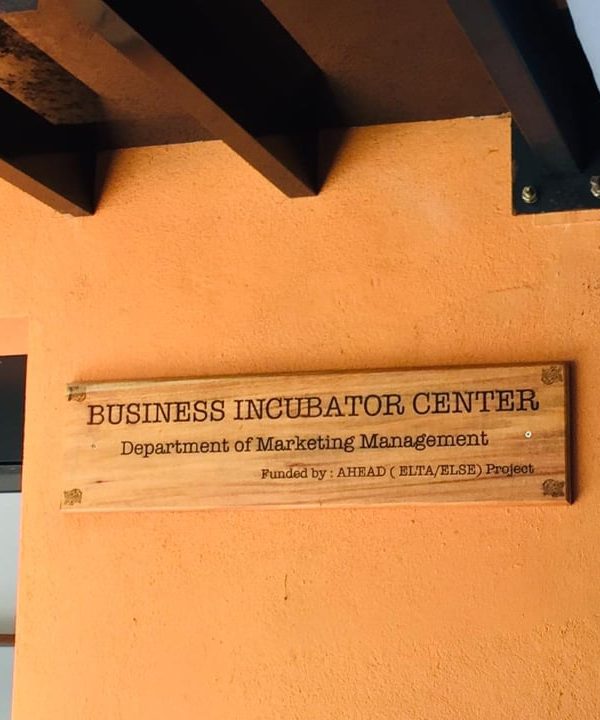 BUSINESS INCUBATOR CENTER
Department of Marketing Management
Funded by : AHEAD ( ELTA/ELSE) Project